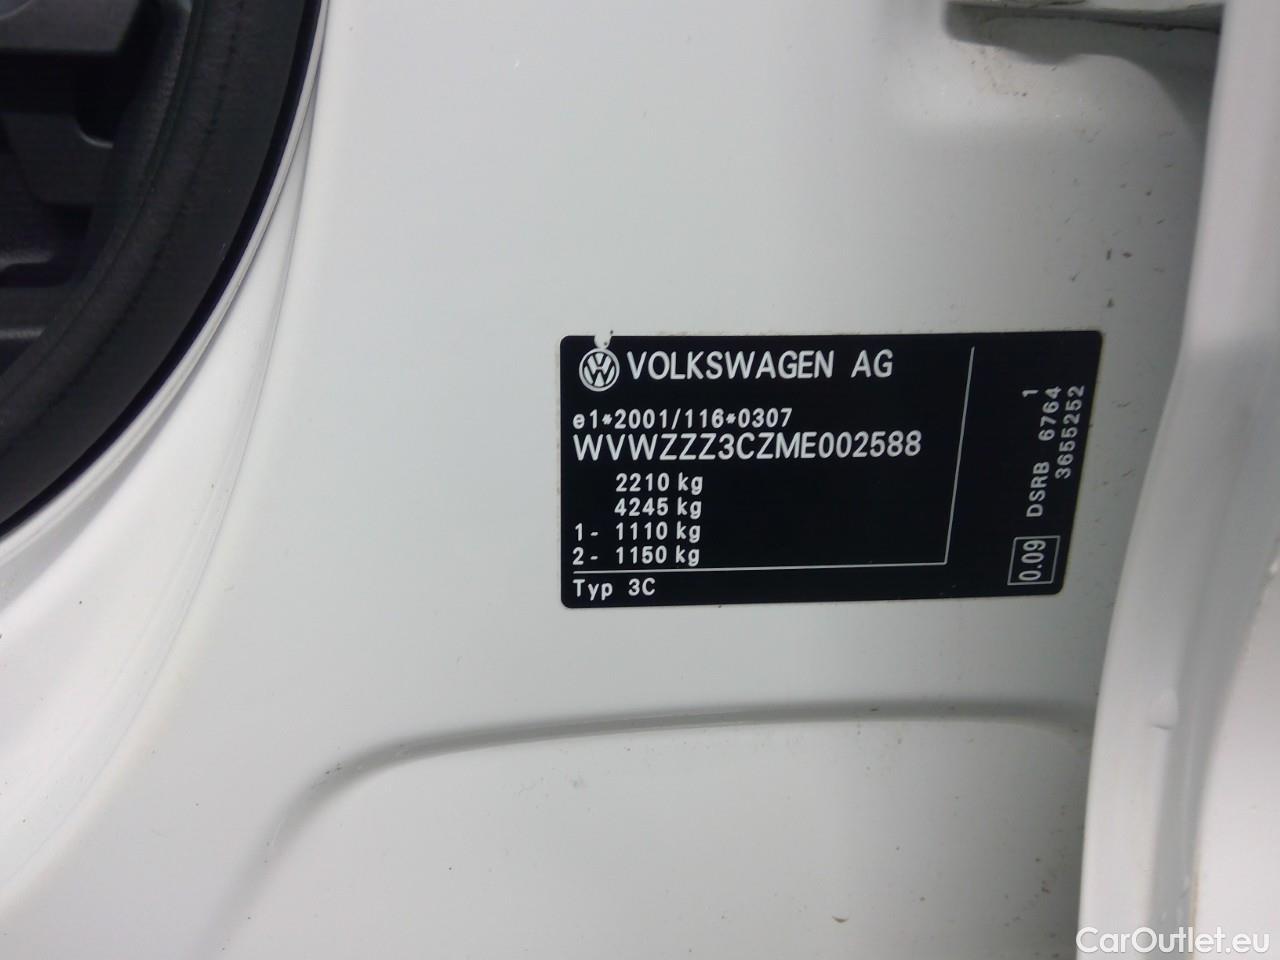 VOLKSWAGEN AG
e1*2001/116*0307
WVWZZZ3CZME002588
2210 kg
4245 kg
1- 1110 kg
2- 1150 kg
Typ 3C
1
DSRB 6764
3655252
0.09
CarOutlet.eu